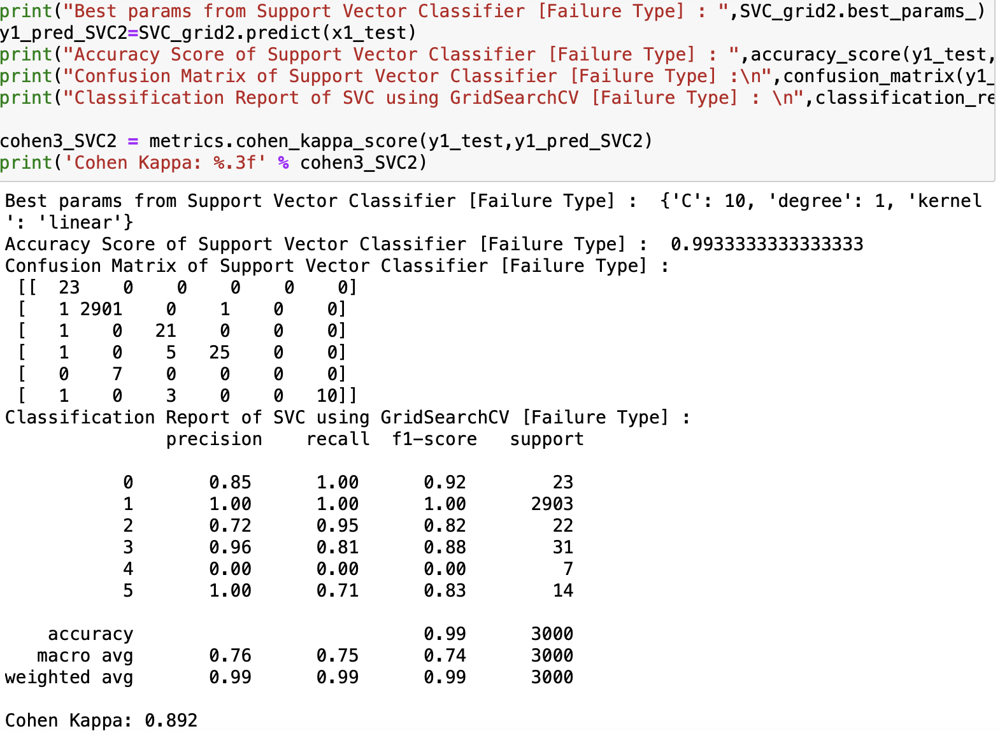 print("Best params from Support Vector Classifier [Failure Type] : ",SVC_grid2.best_params_)
y1_pred_SVC2=SVC_grid2.predict(x1_test)
print("Accuracy Score of Support Vector Classifier [Failure Type] : ",accuracy_score(y1_test,
print("Confusion Matrix of Support Vector Classifier [Failure Type] :\n",confusion_matrix(y1_
print("Classification Report of SVC using GridSearchCV [Failure Type] : \n",classification_re
cohen3_SVC2 = metrics.cohen_kappa_score(y1_test,y1_pred_SVC2)
print('Cohen Kappa: %.3f' % cohen3_SVC2)
Best params from Support Vector Classifier [Failure Type] :  {'C': 10, 'degree': 1, 'kernel
': 'linear'}
Accuracy Score of Support Vector Classifier [Failure Type] :  0.9933333333333333
Confusion Matrix of Support Vector Classifier [Failure Type] :
 [[  23    0    0    0    0    0]
 [   1 2901    0    1    0    0]
 [   1    0   21    0    0    0]
 [   1    0    5   25    0    0]
 [   0    7    0    0    0    0]
 [   1    0    3    0    0   10]]
Classification Report of SVC using GridSearchCV [Failure Type] :
               precision    recall  f1-score   support
           0       0.85      1.00      0.92        23
           1       1.00      1.00      1.00      2903
           2       0.72      0.95      0.82        22
           3       0.96      0.81      0.88        31
           4       0.00      0.00      0.00         7
           5       1.00      0.71      0.83        14
    accuracy                           0.99      3000
   macro avg       0.76      0.75      0.74      3000
weighted avg       0.99      0.99      0.99      3000
Cohen Kappa: 0.892